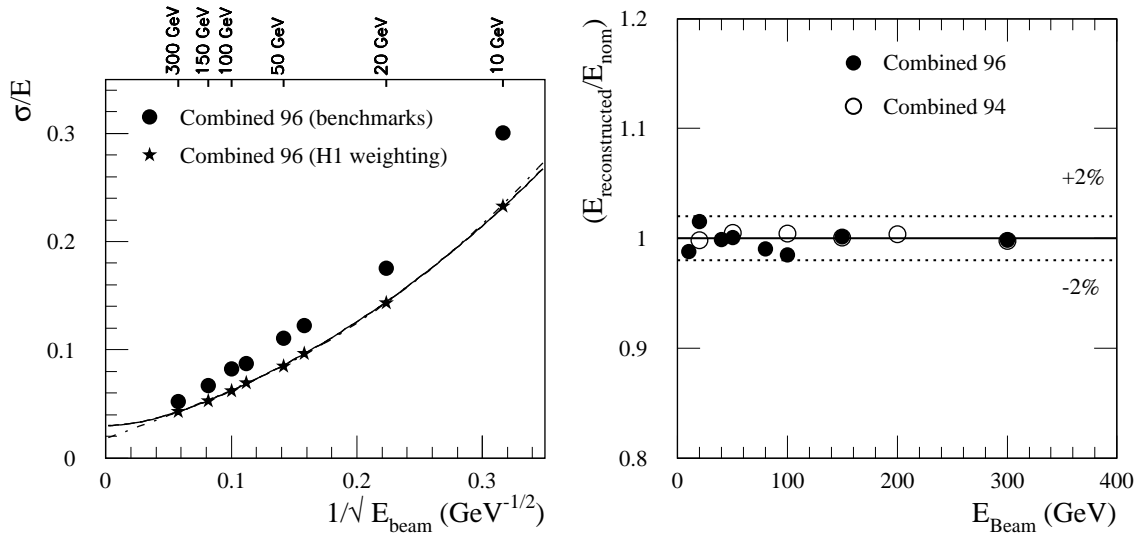 300 GeV
150 GeV
100 GeV
50 GeV
20 GeV
10 GeV
σ/E
Combined 96 (benchmarks)
Combined 96 (H1 weighting)
0.3
0.2
0.1
0
0 0.1 0.2 0.3
1/√ E_beam (GeV^-1/2)
(E_reconstructed/E_nom)
1.2
1.1
1
0.9
0.8
Combined 96
Combined 94
+2%
-2%
0 100 200 300 400
E_Beam (GeV)